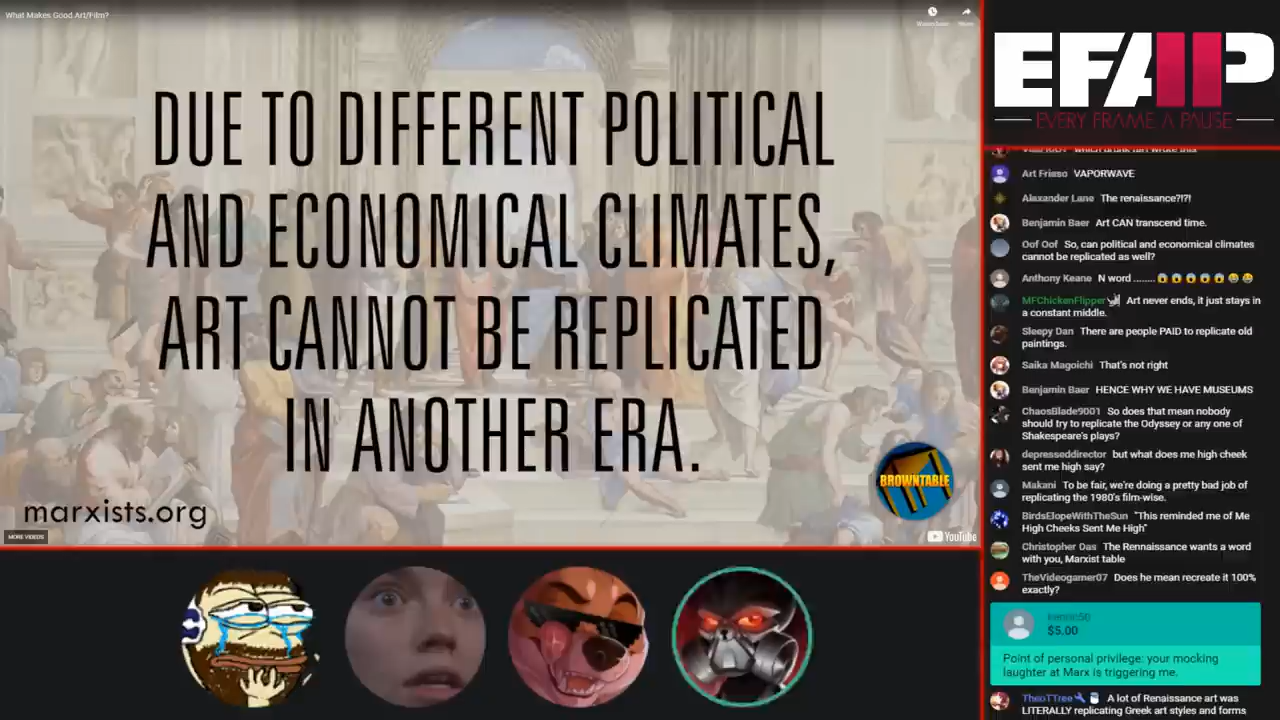 What Makes Good Art/Film?
Share
DUE TO DIFFERENT POLITICAL
AND ECONOMICAL CLIMATES,
ART CANNOT BE REPLICATED
IN ANOTHER ERA.
BROWNTABLE
marxists.org
MORE VIDEOS
YouTube
EFAP
EVERY FRAME A PAUSE
Art Friaso VAPORWAVE
Alaxander Lane The renaissance?!?!
Benjamin Baer Art CAN transcend time.
Oof Oof So, can political and economical climates
cannot be replicated as well?
Anthony Keane N word ........ 😱😱😱😱😱😂😂
MFChickenFlipper Art never ends, it just stays in
a constant middle.
Sleepy Dan There are people PAID to replicate old
paintings.
Saika Magoichi That's not right
Benjamin Baer HENCE WHY WE HAVE MUSEUMS
ChaosBlade9001 So does that mean nobody
should try to replicate the Odyssey or any one of
Shakespeare's plays?
depresseddirector but what does me high cheek
sent me high say?
Makani To be fair, we're doing a pretty bad job of
replicating the 1980's film-wise.
BirdsElopeWithTheSun "This reminded me of Me
High Cheeks Sent Me High"
Christopher Das The Rennaissance wants a word
with you, Marxist table
TheVideogamer07 Does he mean recreate it 100%
exactly?
$5.00
Point of personal privilege: your mocking
laughter at Marx is triggering me.
TheoTTree A lot of Renaissance art was
LITERALLY replicating Greek art styles and forms